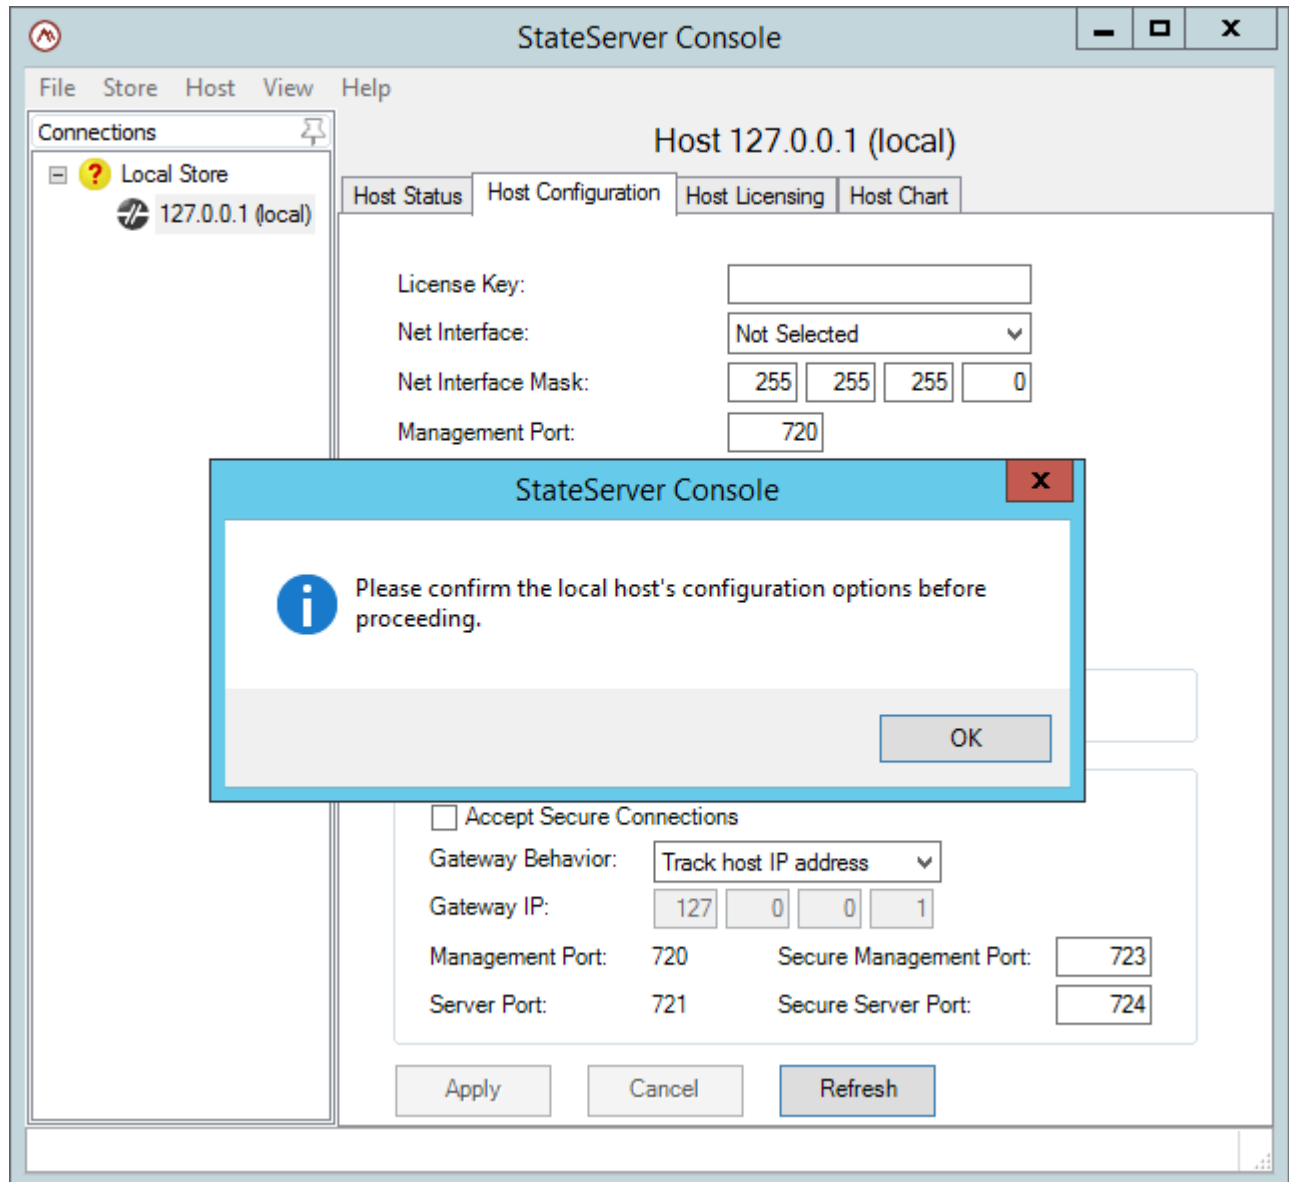 StateServer Console
File Store Host View Help
Connections
Local Store
127.0.0.1 (local)
Host 127.0.0.1 (local)
Host Status Host Configuration Host Licensing Host Chart
License Key:
Net Interface: Not Selected
Net Interface Mask: 255 255 255 0
Management Port: 720
StateServer Console
Please confirm the local host's configuration options before
proceeding.
OK
Accept Secure Connections
Gateway Behavior: Track host IP address
Gateway IP: 127 0 0 1
Management Port: 720 Secure Management Port: 723
Server Port: 721 Secure Server Port: 724
Apply Cancel Refresh